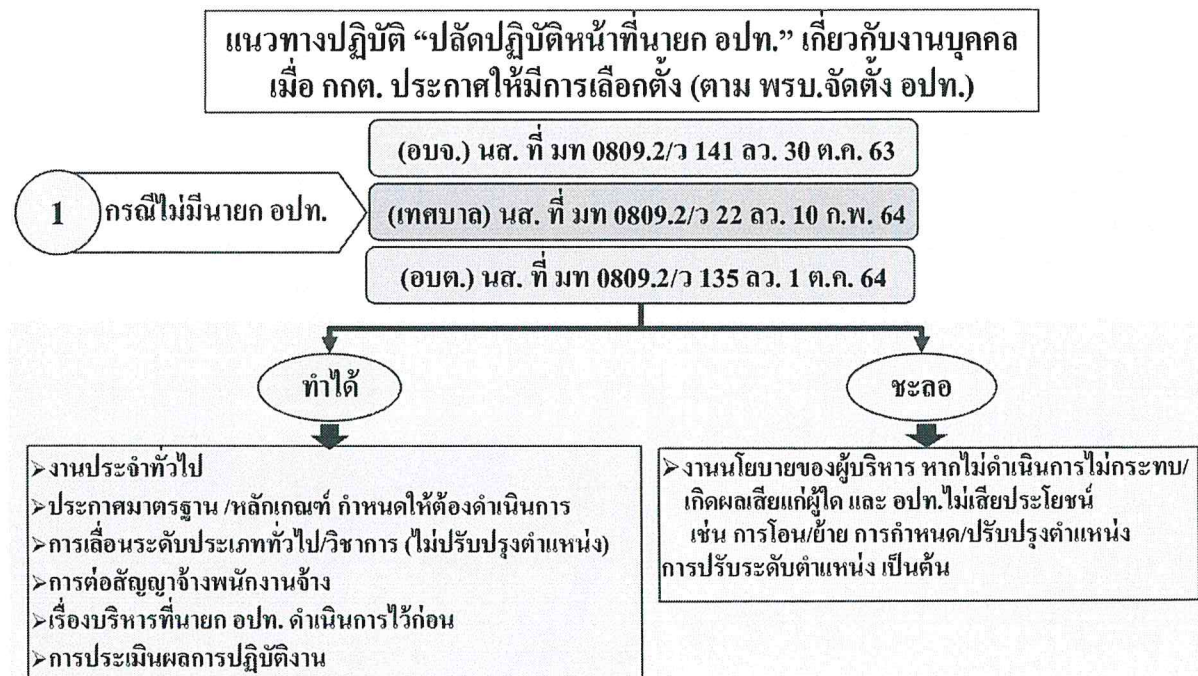 แนวทางปฏิบัติ “ปลัดปฏิบัติหน้าที่นายก อปท.” เกี่ยวกับงานบุคคล
เมื่อ กกต. ประกาศให้มีการเลือกตั้ง (ตาม พรบ.จัดตั้ง อปท.)
1
กรณีไม่มีนายก อปท.
(อบจ.) นส. ที่ มท 0809.2/ว 141 ลว. 30 ต.ค. 63
(เทศบาล) นส. ที่ มท 0809.2/ว 22 ลว. 10 ก.พ. 64
(อบต.) นส. ที่ มท 0809.2/ว 135 ลว. 1 ต.ค. 64
ทำได้
➢งานประจำทั่วไป
➢ประกาศมาตรฐาน /หลักเกณฑ์ กำหนดให้ต้องดำเนินการ
➢การเลื่อนระดับประเภททั่วไป/วิชาการ (ไม่ปรับปรุงตำแหน่ง)
➢การต่อสัญญาจ้างพนักงานจ้าง
➢เรื่องบริหารที่นายก อปท. ดำเนินการไว้ก่อน
➢การประเมินผลการปฏิบัติงาน
ชะลอ
➢งานนโยบายของผู้บริหาร หากไม่ดำเนินการไม่กระทบ/
เกิดผลเสียแก่ผู้ใด และ อปท.ไม่เสียประโยชน์
เช่น การโอน/ย้าย การกำหนด/ปรับปรุงตำแหน่ง
การปรับระดับตำแหน่ง เป็นต้น